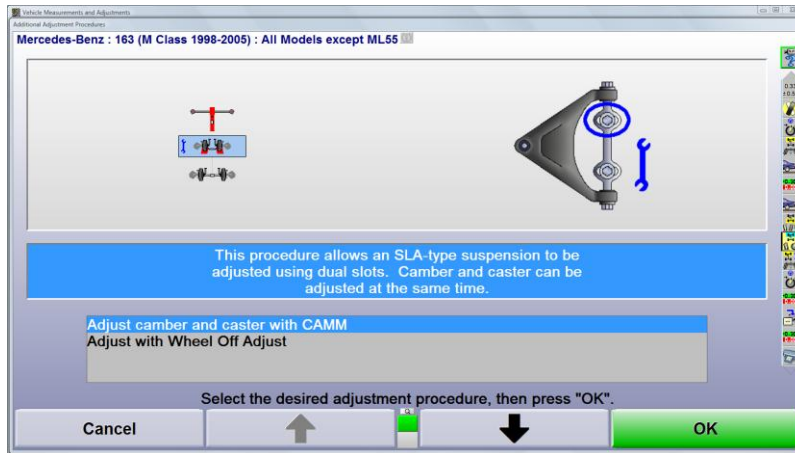 Vehicle Measurements and Adjustments
Additional Adjustment Procedures
Mercedes-Benz : 163 (M Class 1998-2005) : All Models except ML55
This procedure allows an SLA-type suspension to be
adjusted using dual slots.  Camber and caster can be
adjusted at the same time.
Adjust camber and caster with CAMM
Adjust with Wheel Off Adjust
Select the desired adjustment procedure, then press "OK".
Cancel
OK